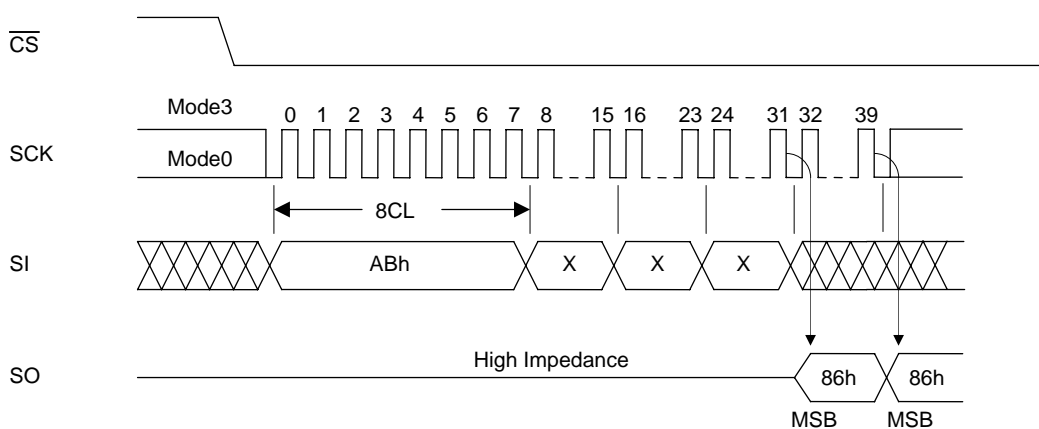 CS
Mode3
0 1 2 3 4 5 6 7 8 15 16 23 24 31 32 39
SCK
Mode0
8CL
SI
ABh X X X
High Impedance
SO
86h 86h
MSB MSB